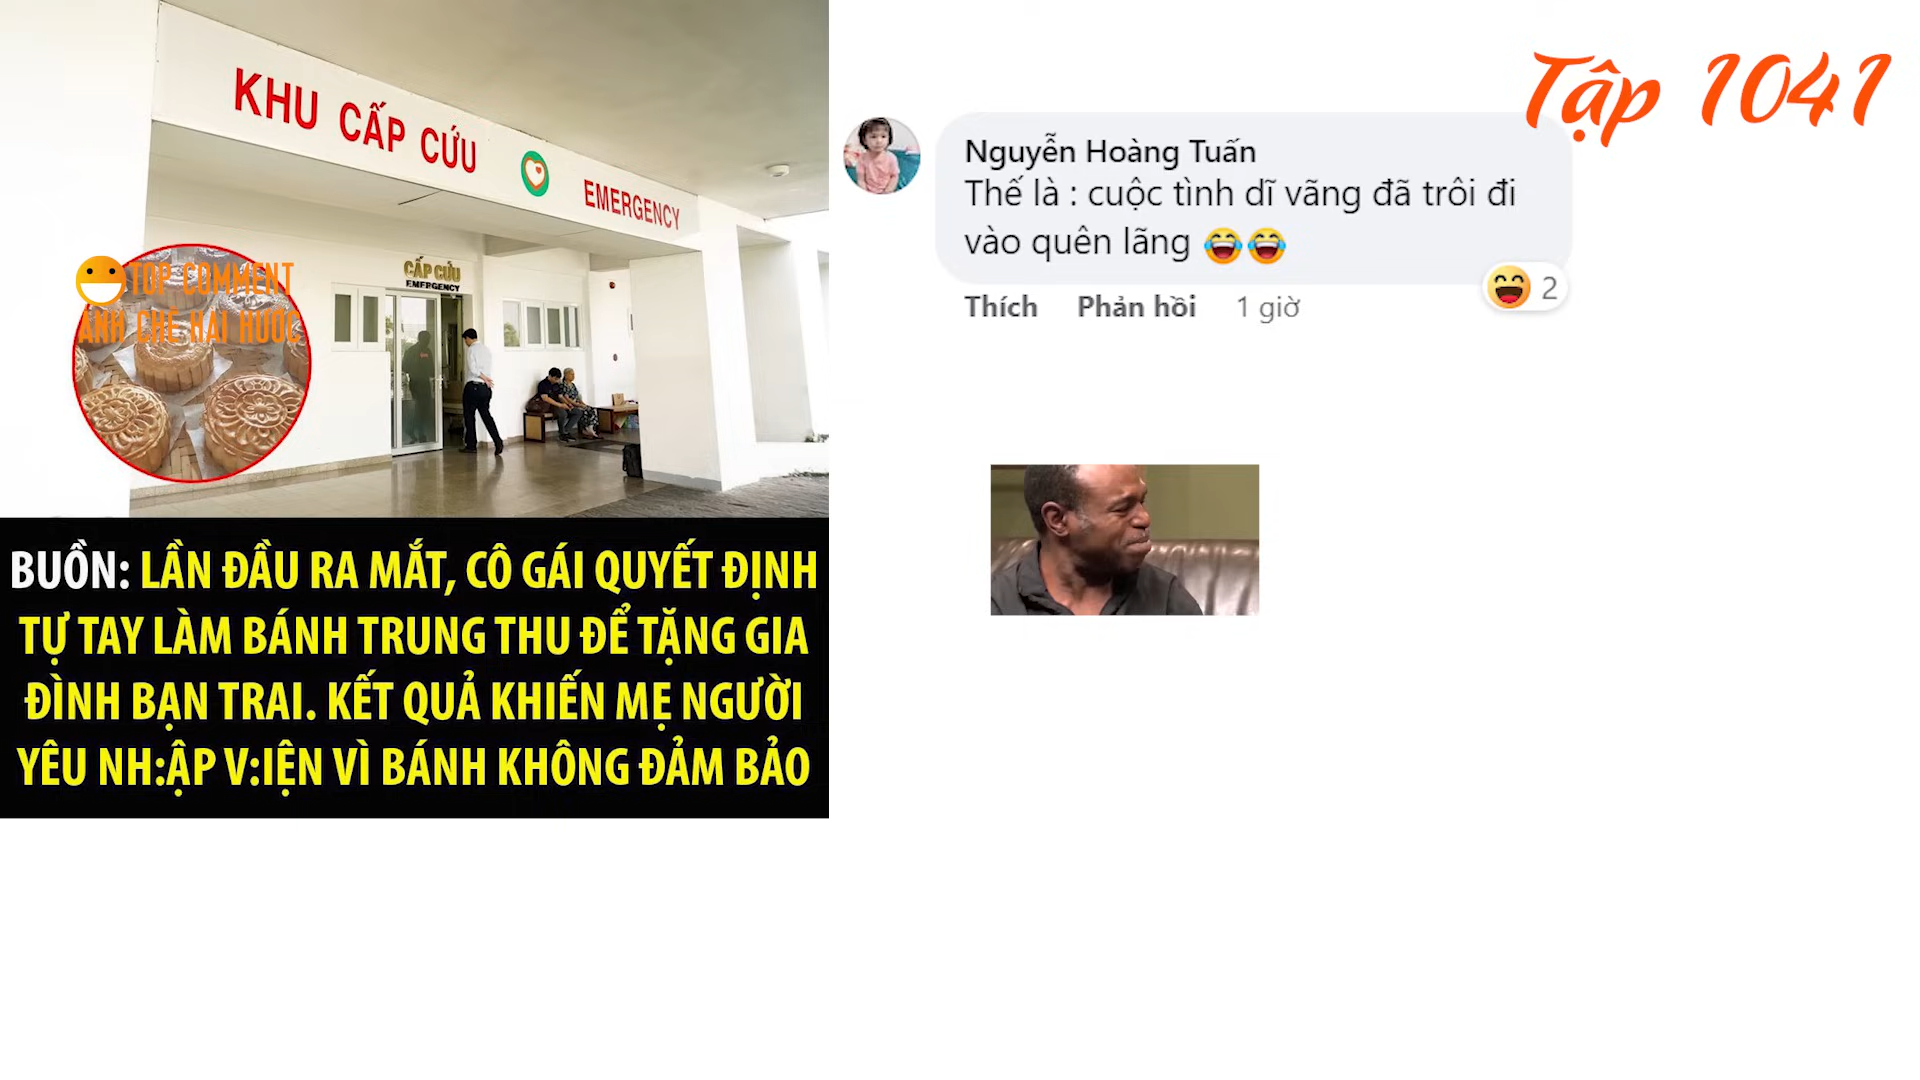 KHU CẤP CỨU EMERGENCY
CẤP CỨU
EMERGENCY
TOP COMMENT
ẢNH CHẾ HÀI HƯỚC
BUỒN: LẦN ĐẦU RA MẮT, CÔ GÁI QUYẾT ĐỊNH
TỰ TAY LÀM BÁNH TRUNG THU ĐỂ TẶNG GIA
ĐÌNH BẠN TRAI. KẾT QUẢ KHIẾN MẸ NGƯỜI
YÊU NH:ẬP V:IỆN VÌ BÁNH KHÔNG ĐẢM BẢO
Tập 1041
Nguyễn Hoàng Tuấn
Thế là : cuộc tình dĩ vãng đã trôi đi
vào quên lãng 😂😂
2
Thích Phản hồi 1 giờ